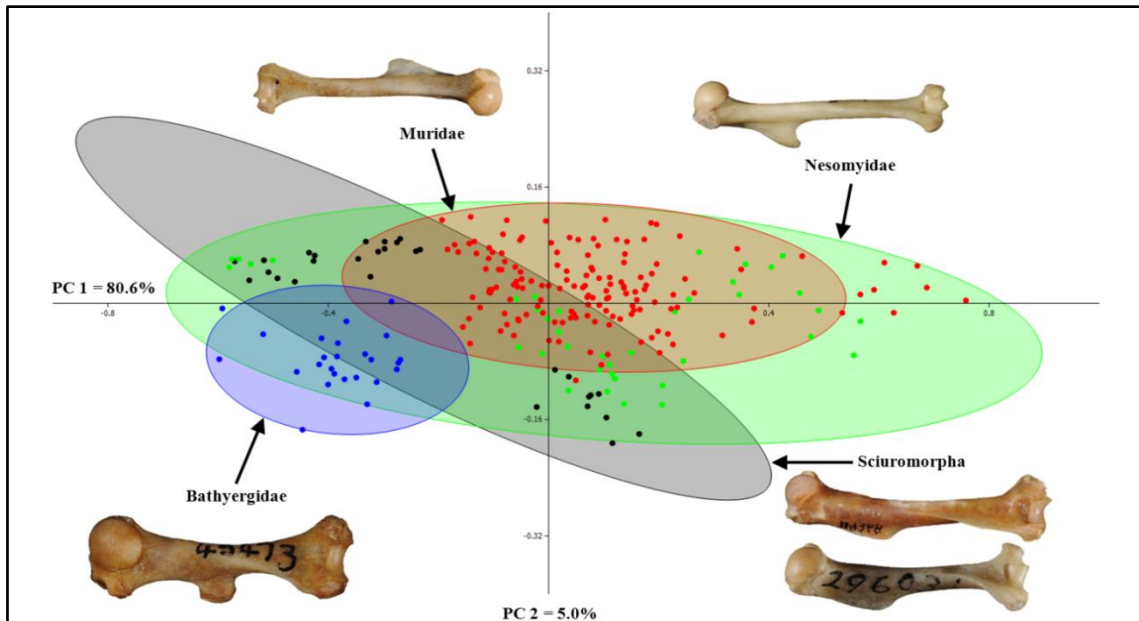 0.32
Muridae
Nesomyidae
0.16
PC 1 = 80.6%
-0.8
-0.4
0.4
0.8
-0.16
Sciuromorpha
Bathyergidae
-0.32
PC 2 = 5.0%